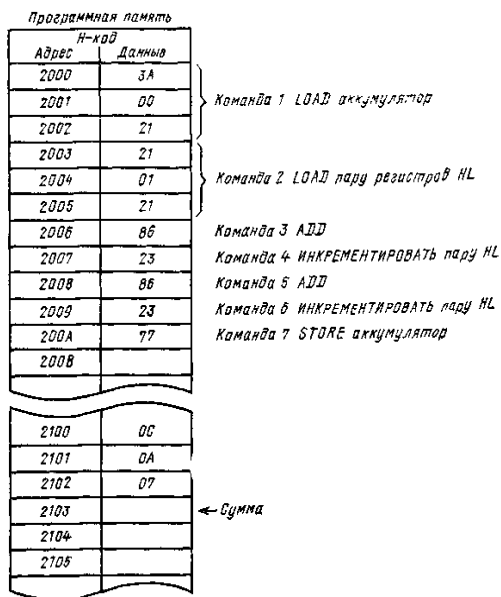 Программная память
H-код
Адрес Данные
2000 3A
2001 00 Команда 1 LOAD аккумулятор
2002 21
2003 21
2004 01 Команда 2 LOAD пару регистров HL
2005 21
2006 86 Команда 3 ADD
2007 23 Команда 4 ИНКРЕМЕНТИРОВАТЬ пару HL
2008 86 Команда 5 ADD
2009 23 Команда 6 ИНКРЕМЕНТИРОВАТЬ пару HL
200A 77 Команда 7 STORE аккумулятор
200B
2100 0C
2101 0A
2102 07
2103 Сумма
2104
2105